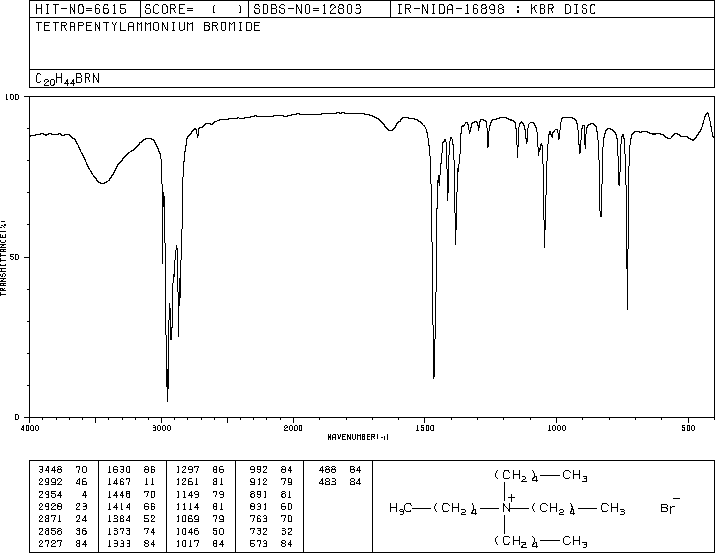 HIT-NO=6615 SCORE= ( ) SDBS-NO=12803 IR-NIDA-16898 : KBR DISC
TETRAPENTYLAMMONIUM BROMIDE
C20H44BRN
100
50
0
TRANSMITTANCE(%)
4000 3000 2000 1500 1000 500
WAVENUMBER(-1)
3448 70 1630 86 1297 86 992 84 488 84
2992 46 1467 11 1261 81 912 79 483 84
2954 4 1448 70 1149 79 891 81
2928 23 1414 66 1114 81 831 60
2871 24 1384 52 1069 79 763 70
2858 36 1373 74 1046 50 732 32
2727 84 1333 84 1017 84 573 84
(CH2)4—CH3
H3C—(CH2)4—N+—(CH2)4—CH3 Br−
(CH2)4—CH3